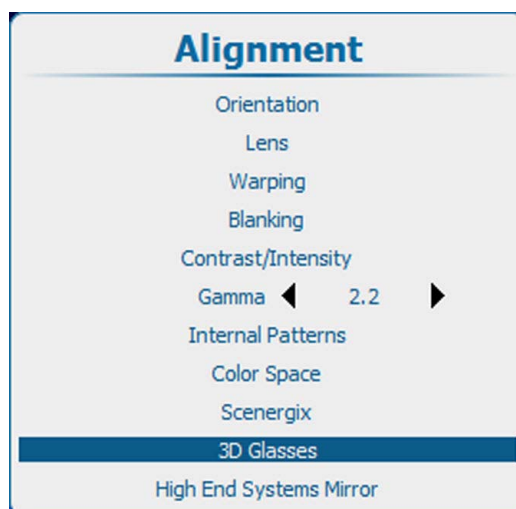 Alignment
Orientation
Lens
Warping
Blanking
Contrast/Intensity
Gamma 2.2
Internal Patterns
Color Space
Scenergix
3D Glasses
High End Systems Mirror